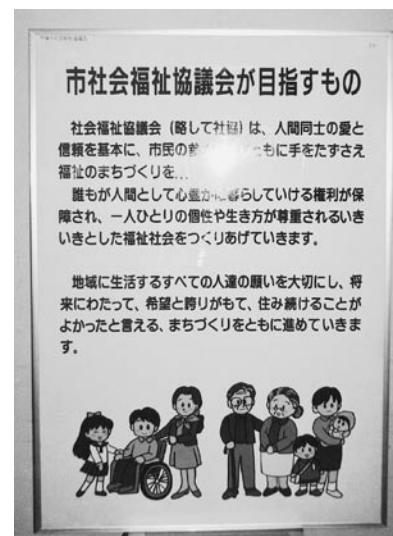 市社会福祉協議会が目指すもの
社会福祉協議会(略して社協)は、人間同士の愛と
信頼を基本に、市民の ともに手をたずさえ
福祉のまちづくりを
誰もが人間として心豊かに暮らしていける権利が保
障され、一人ひとりの個性や生き方が尊重されるいき
いきとした福祉社会をつくりあげていきます。
地域に生活するすべての人達の願いを大切にし、将
来にわたって、希望と誇りがもて、住み続けることが
よかったと言える、まちづくりをともに進めていきま
す。